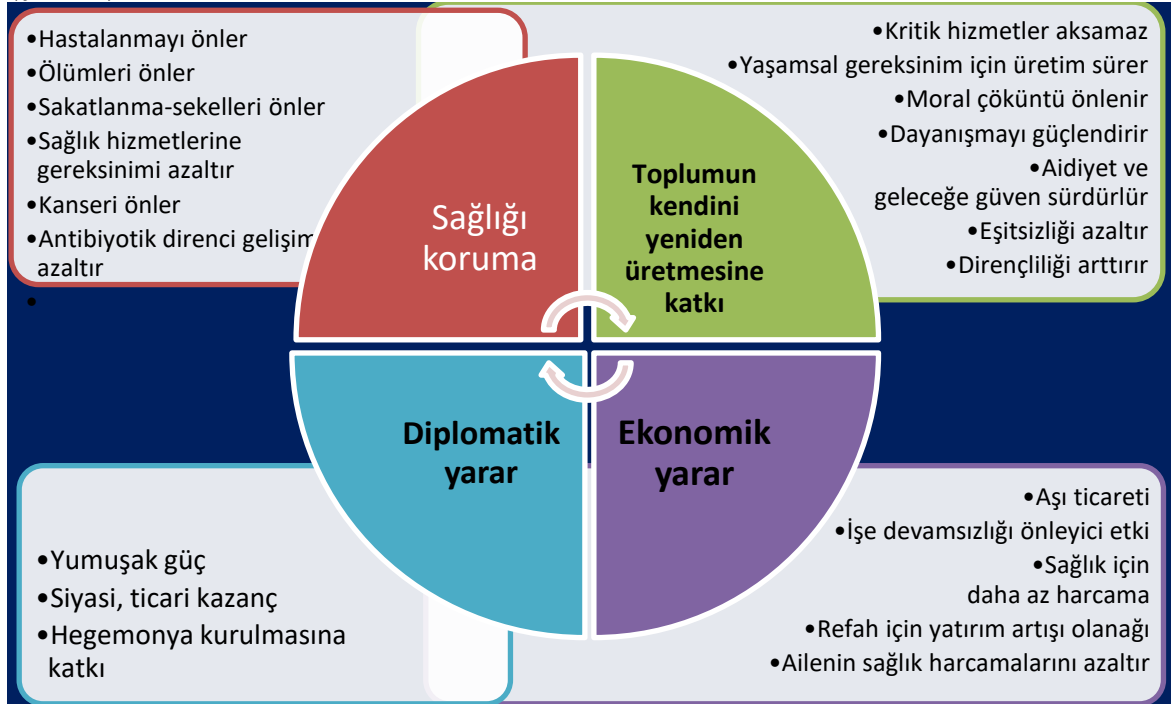 •Hastalanmayı önler
•Ölümleri önler
•Sakatlanma-sekelleri önler
•Sağlık hizmetlerine
gereksinimi azaltır
•Kanseri önler
•Antibiyotik direnci gelişim
azaltır
•
•Kritik hizmetler aksamaz
•Yaşamsal gereksinim için üretim sürer
•Moral çöküntü önlenir
•Dayanışmayı güçlendirir
•Aidiyet ve
geleceğe güven sürdürlür
•Eşitsizliği azaltır
•Dirençliliği arttırır
Sağlığı
koruma
Toplumun
kendini
yeniden
üretmesine
katkı
Diplomatik
yarar
Ekonomik
yarar
•Yumuşak güç
•Siyasi, ticari kazanç
•Hegemonya kurulmasına
katkı
•Aşı ticareti
•İşe devamsızlığı önleyici etki
•Sağlık için
daha az harcama
•Refah için yatırım artışı olanağı
•Ailenin sağlık harcamalarını azaltır